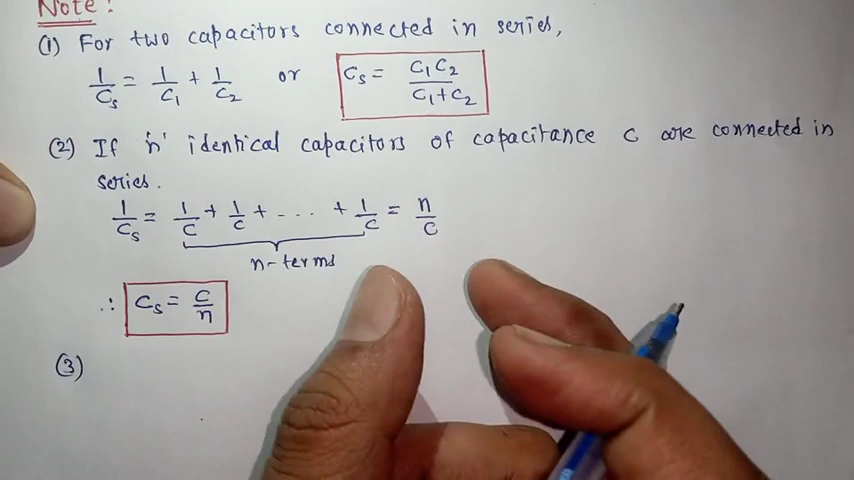 Note:
(1) For two capacitors connected in series,
1/Cs = 1/C1 + 1/C2 or Cs = C1C2/C1+C2
(2) If 'n' identical capacitors of capacitance C are connected in
series.
1/Cs = 1/C + 1/C + - - - - + 1/C = n/C
n-terms
∴ Cs = C/n
(3)